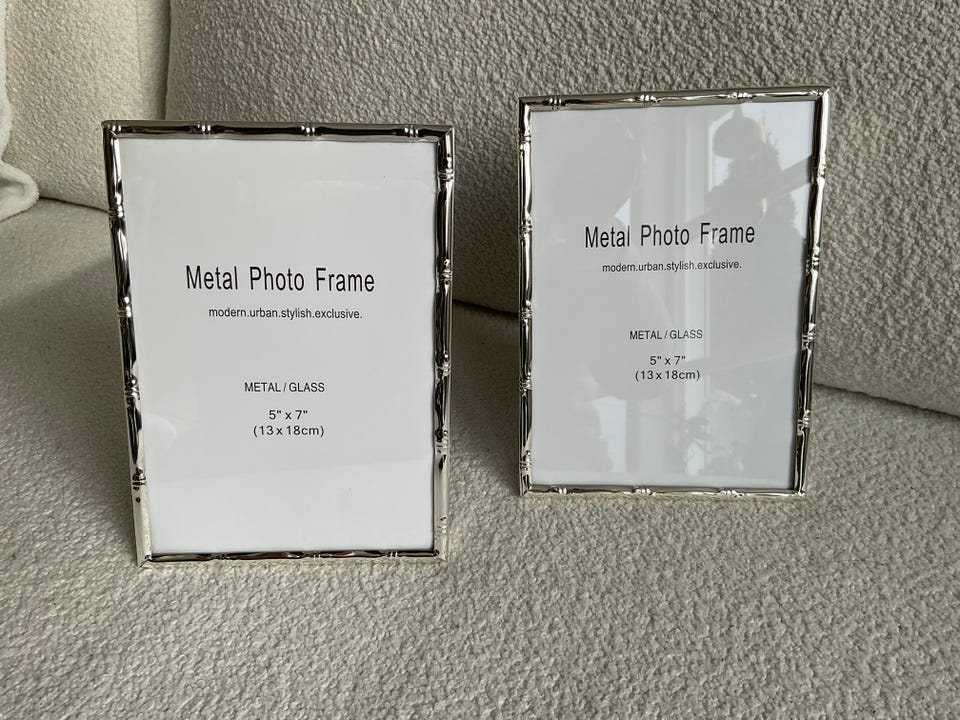 Metal Photo Frame
modern.urban.stylish.exclusive.
METAL / GLASS
5" x 7"
(13 x 18cm)
Metal Photo Frame
modern.urban.stylish.exclusive.
METAL / GLASS
5" x 7"
(13 x 18cm)